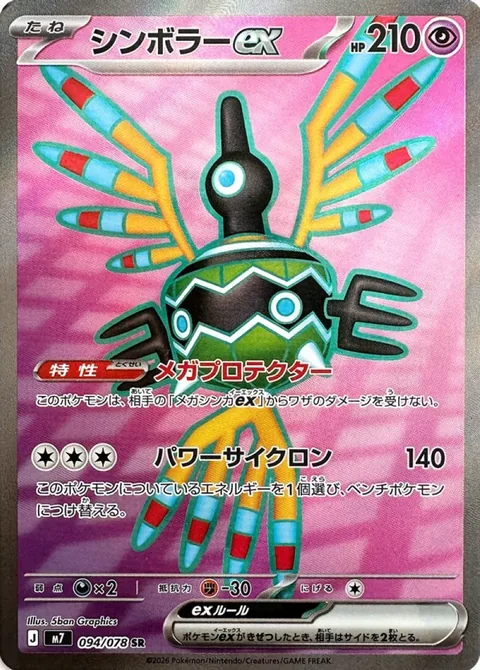 たね シンボラーex HP210
特性 とくせい メガプロテクター
このポケモンは、相手の「メガシンカex」からワザのダメージを受けない。
パワーサイクロン 140
このポケモンについているエネルギーを1個選び、ベンチポケモン
につけ替える。
弱点 ×2 抵抗力 -30 にげる
Illus. 5ban Graphics
exルール
J m7 094/078 SR
ポケモンexがきぜつしたとき、相手はサイドを2枚とる。
©2026 Pokémon/Nintendo/Creatures/GAME FREAK.